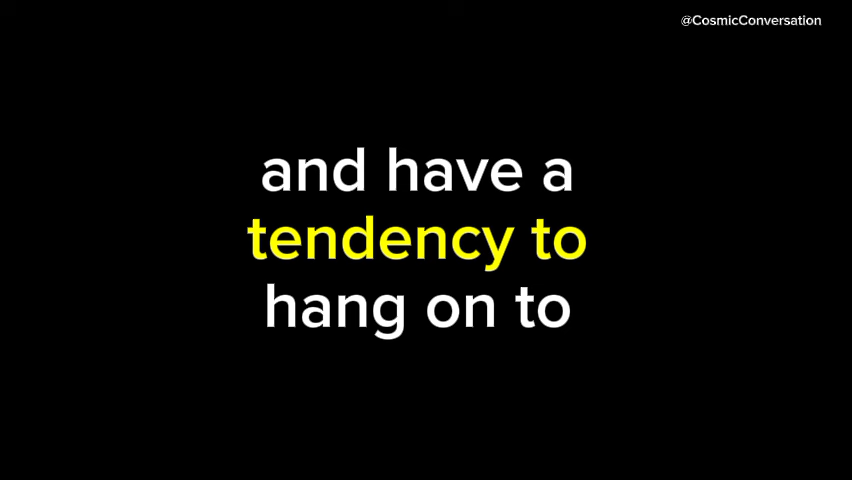 @CosmicConversation
and have a
tendency to
hang on to